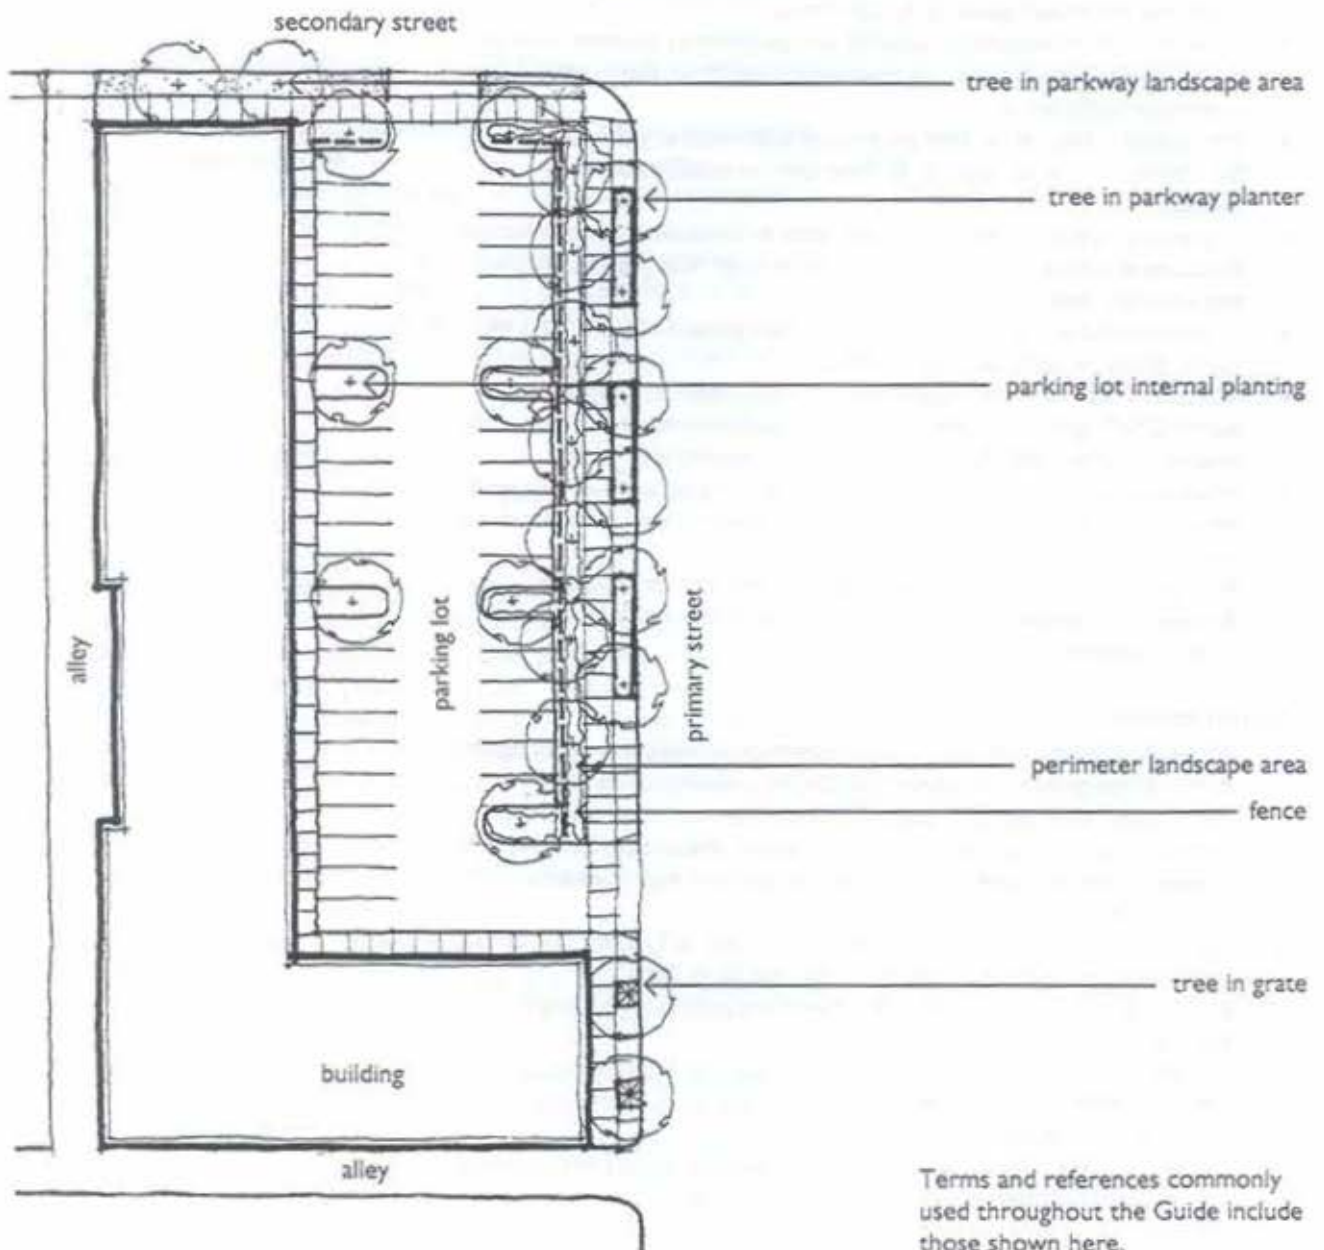 secondary street
tree in parkway landscape area
tree in parkway planter
parking lot internal planting
alley
parking lot
primary street
perimeter landscape area
fence
tree in grate
building
alley
Terms and references commonly
used throughout the Guide include
those shown here.